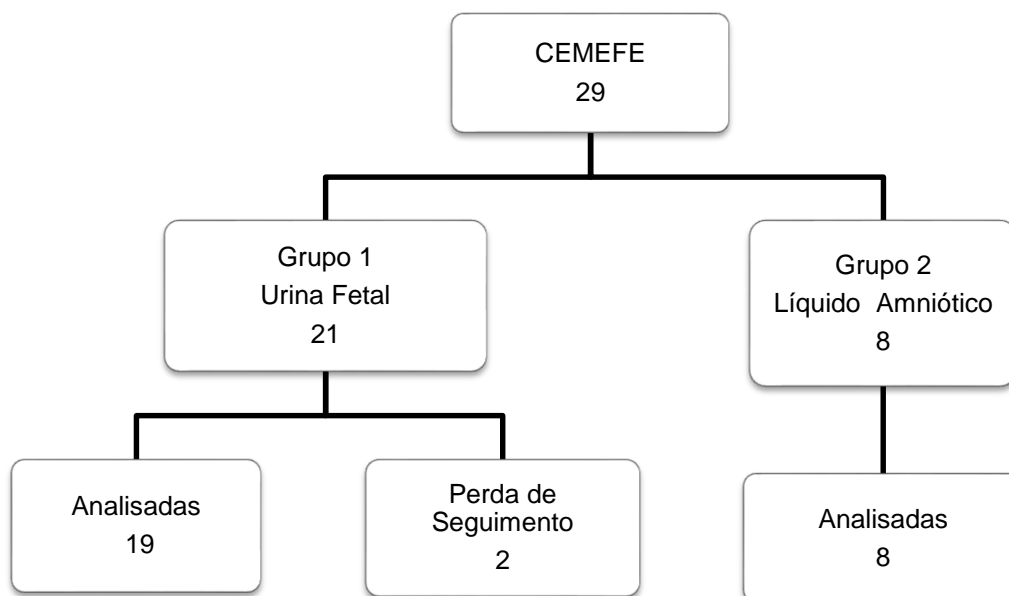 CEMEFE
29
Grupo 1
Urina Fetal
21
Grupo 2
Líquido Amniótico
8
Analisadas
19
Perda de
Seguimento
2
Analisadas
8